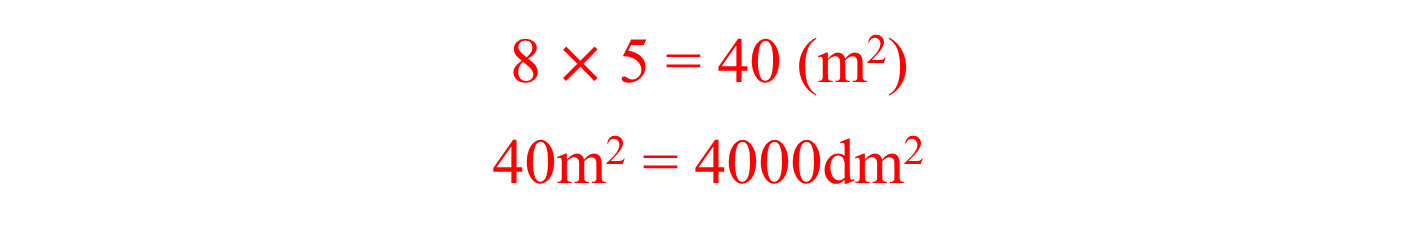 8 × 5 = 40 (m²)
40m² = 4000dm²